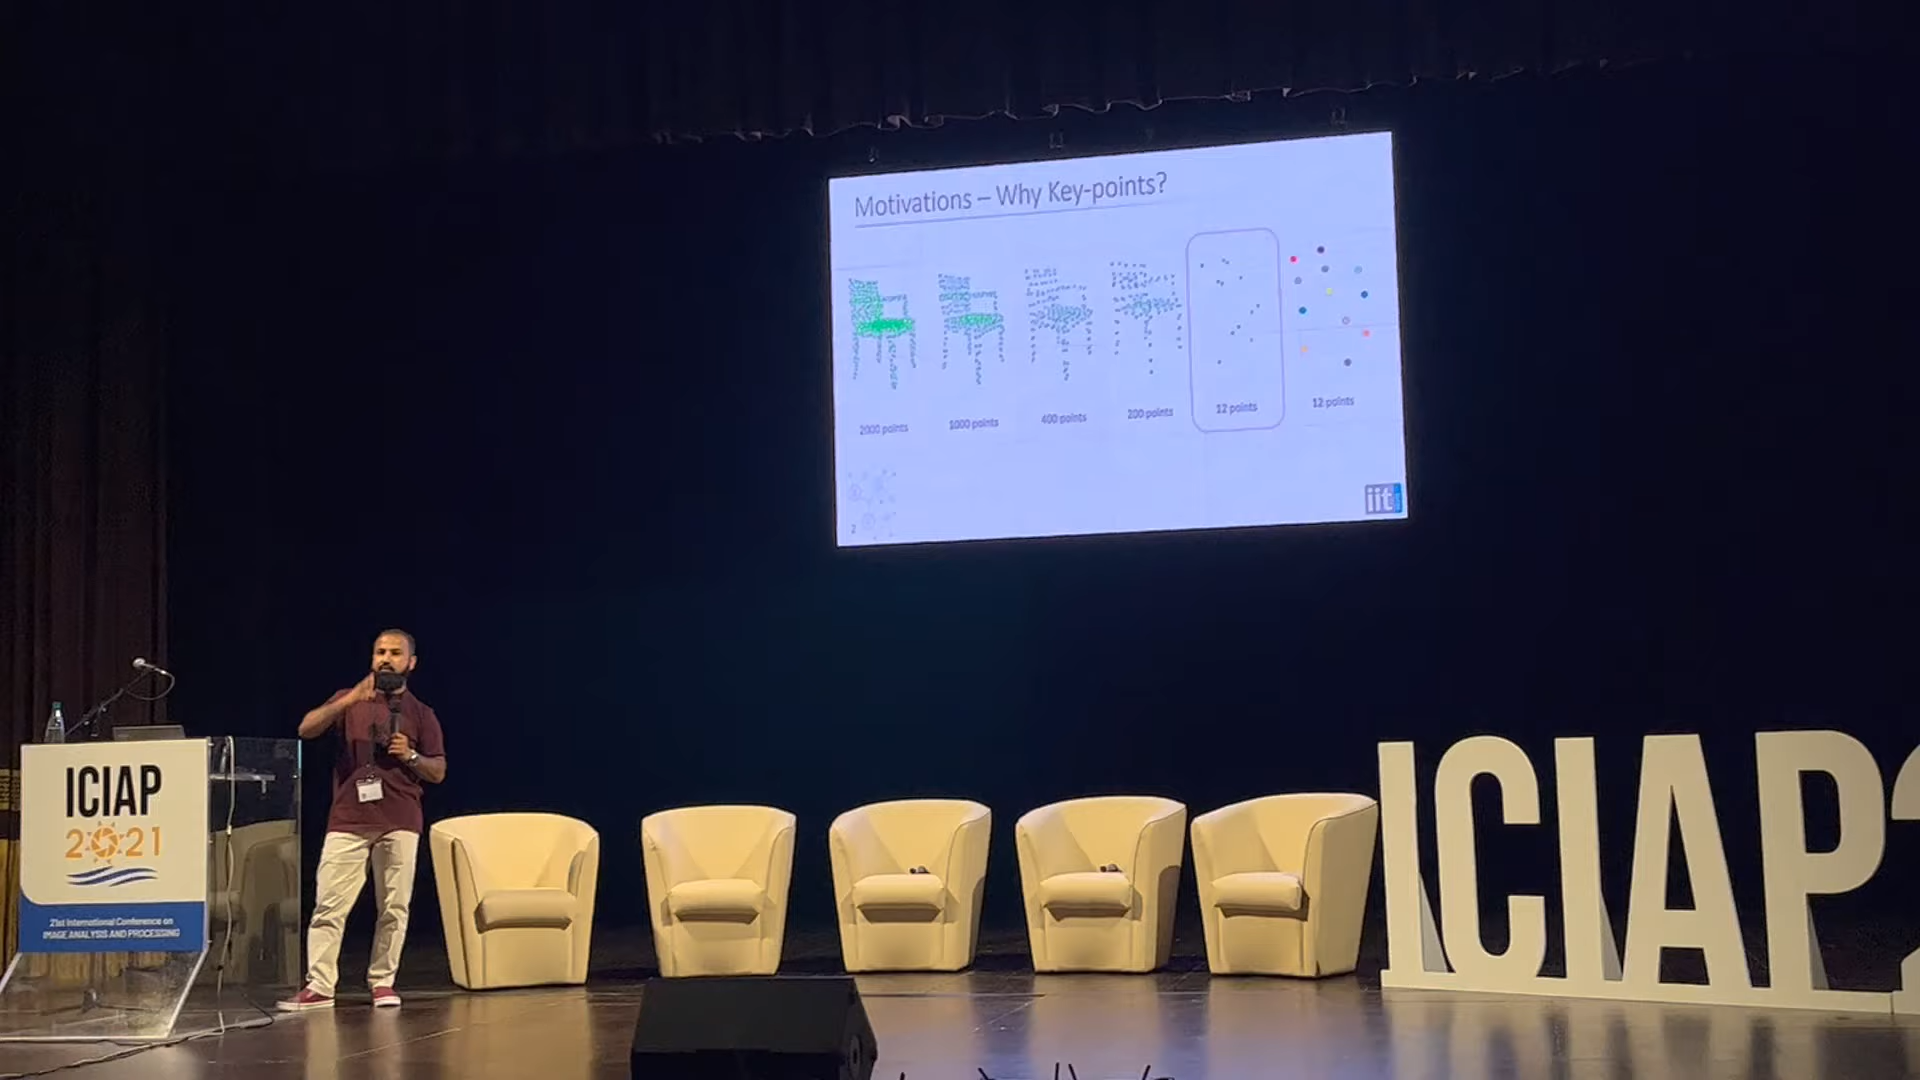 Motivations – Why Key-points?
2000 points
1000 points
400 points
200 points
12 points
12 points
2
iit
ICIAP
2021
21st International Conference on
IMAGE ANALYSIS AND PROCESSING
ICIAP2